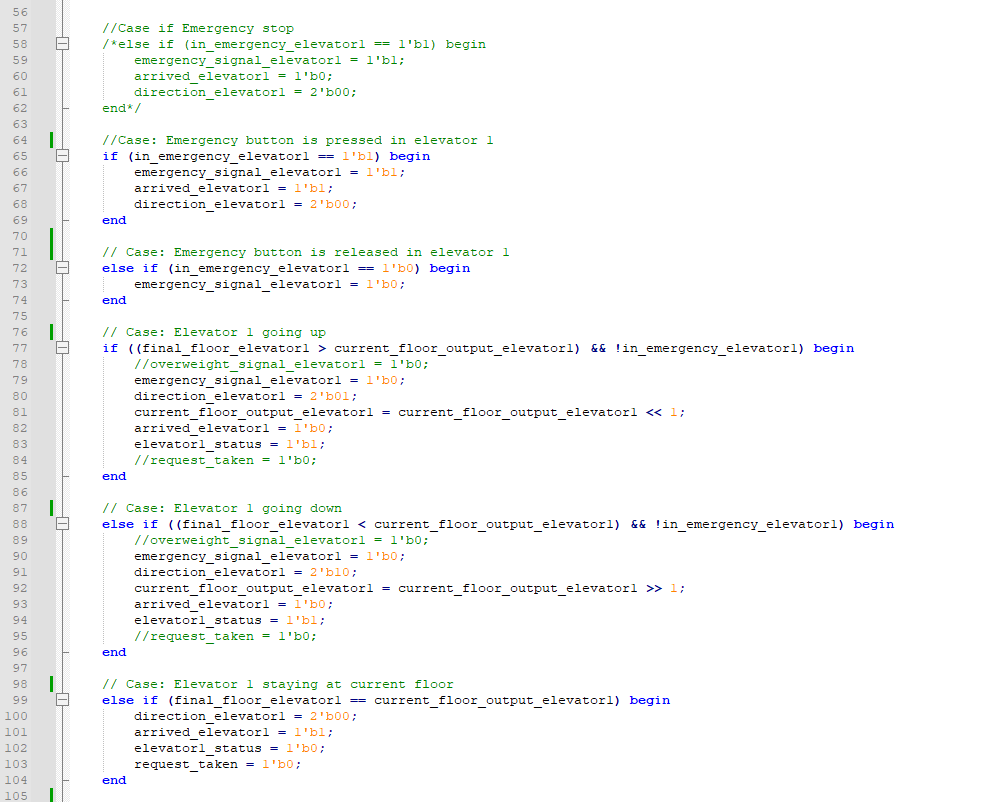 56
57 //Case if Emergency stop
58 /*else if (in_emergency_elevator1 == 1'b1) begin
59 emergency_signal_elevator1 = 1'b1;
60 arrived_elevator1 = 1'b0;
61 direction_elevator1 = 2'b00;
62 end*/
63
64 //Case: Emergency button is pressed in elevator 1
65 if (in_emergency_elevator1 == 1'b1) begin
66 emergency_signal_elevator1 = 1'b1;
67 arrived_elevator1 = 1'b1;
68 direction_elevator1 = 2'b00;
69 end
70
71 // Case: Emergency button is released in elevator 1
72 else if (in_emergency_elevator1 == 1'b0) begin
73 emergency_signal_elevator1 = 1'b0;
74 end
75
76 // Case: Elevator 1 going up
77 if ((final_floor_elevator1 > current_floor_output_elevator1) && !in_emergency_elevator1) begin
78 //overweight_signal_elevator1 = 1'b0;
79 emergency_signal_elevator1 = 1'b0;
80 direction_elevator1 = 2'b01;
81 current_floor_output_elevator1 = current_floor_output_elevator1 << 1;
82 arrived_elevator1 = 1'b0;
83 elevator1_status = 1'b1;
84 //request_taken = 1'b0;
85 end
86
87 // Case: Elevator 1 going down
88 else if ((final_floor_elevator1 < current_floor_output_elevator1) && !in_emergency_elevator1) begin
89 //overweight_signal_elevator1 = 1'b0;
90 emergency_signal_elevator1 = 1'b0;
91 direction_elevator1 = 2'b10;
92 current_floor_output_elevator1 = current_floor_output_elevator1 >> 1;
93 arrived_elevator1 = 1'b0;
94 elevator1_status = 1'b1;
95 //request_taken = 1'b0;
96 end
97
98 // Case: Elevator 1 staying at current floor
99 else if (final_floor_elevator1 == current_floor_output_elevator1) begin
100 direction_elevator1 = 2'b00;
101 arrived_elevator1 = 1'b1;
102 elevator1_status = 1'b0;
103 request_taken = 1'b0;
104 end
105